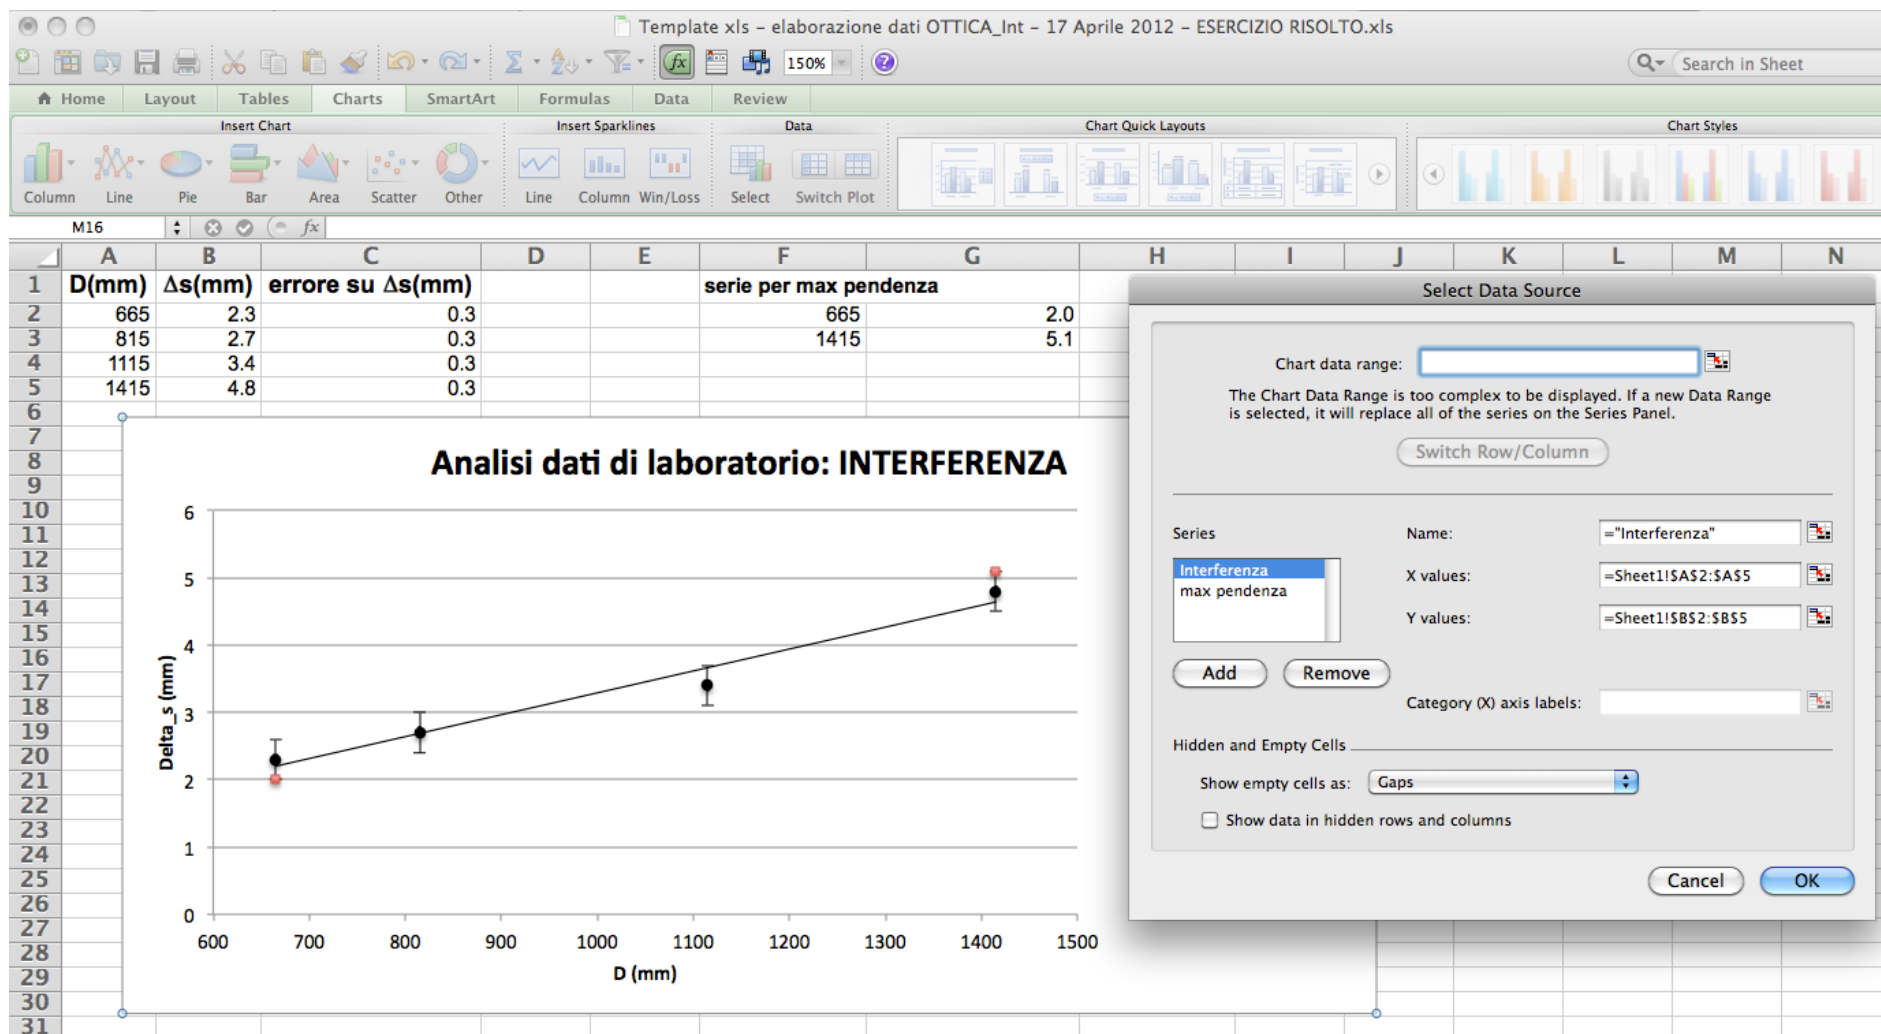 Template xls – elaborazione dati OTTICA_Int – 17 Aprile 2012 – ESERCIZIO RISOLTO.xls
fx 150% ? Search in Sheet
Home Layout Tables Charts SmartArt Formulas Data Review
Insert Chart Insert Sparklines Data Chart Quick Layouts Chart Styles
Column Line Pie Bar Area Scatter Other Line Column Win/Loss Select Switch Plot
M16 fx
A B C D E F G H I J K L M N
1 D(mm) Δs(mm) errore su Δs(mm) serie per max pendenza
2 665 2.3 0.3 665 2.0
3 815 2.7 0.3 1415 5.1
4 1115 3.4 0.3
5 1415 4.8 0.3
6
7
8
9
10
11
12
13
14
15
16
17
18
19
20
21
22
23
24
25
26
27
28
29
30
31
Analisi dati di laboratorio: INTERFERENZA
6
5
4
3
2
1
0
Delta_s (mm)
600 700 800 900 1000 1100 1200 1300 1400 1500
D (mm)
Select Data Source
Chart data range:
The Chart Data Range is too complex to be displayed. If a new Data Range
is selected, it will replace all of the series on the Series Panel.
Switch Row/Column
Series Name: ="Interferenza"
Interferenza
max pendenza
X values: =Sheet1!$A$2:$A$5
Y values: =Sheet1!$B$2:$B$5
Add Remove
Category (X) axis labels:
Hidden and Empty Cells
Show empty cells as: Gaps
Show data in hidden rows and columns
Cancel OK